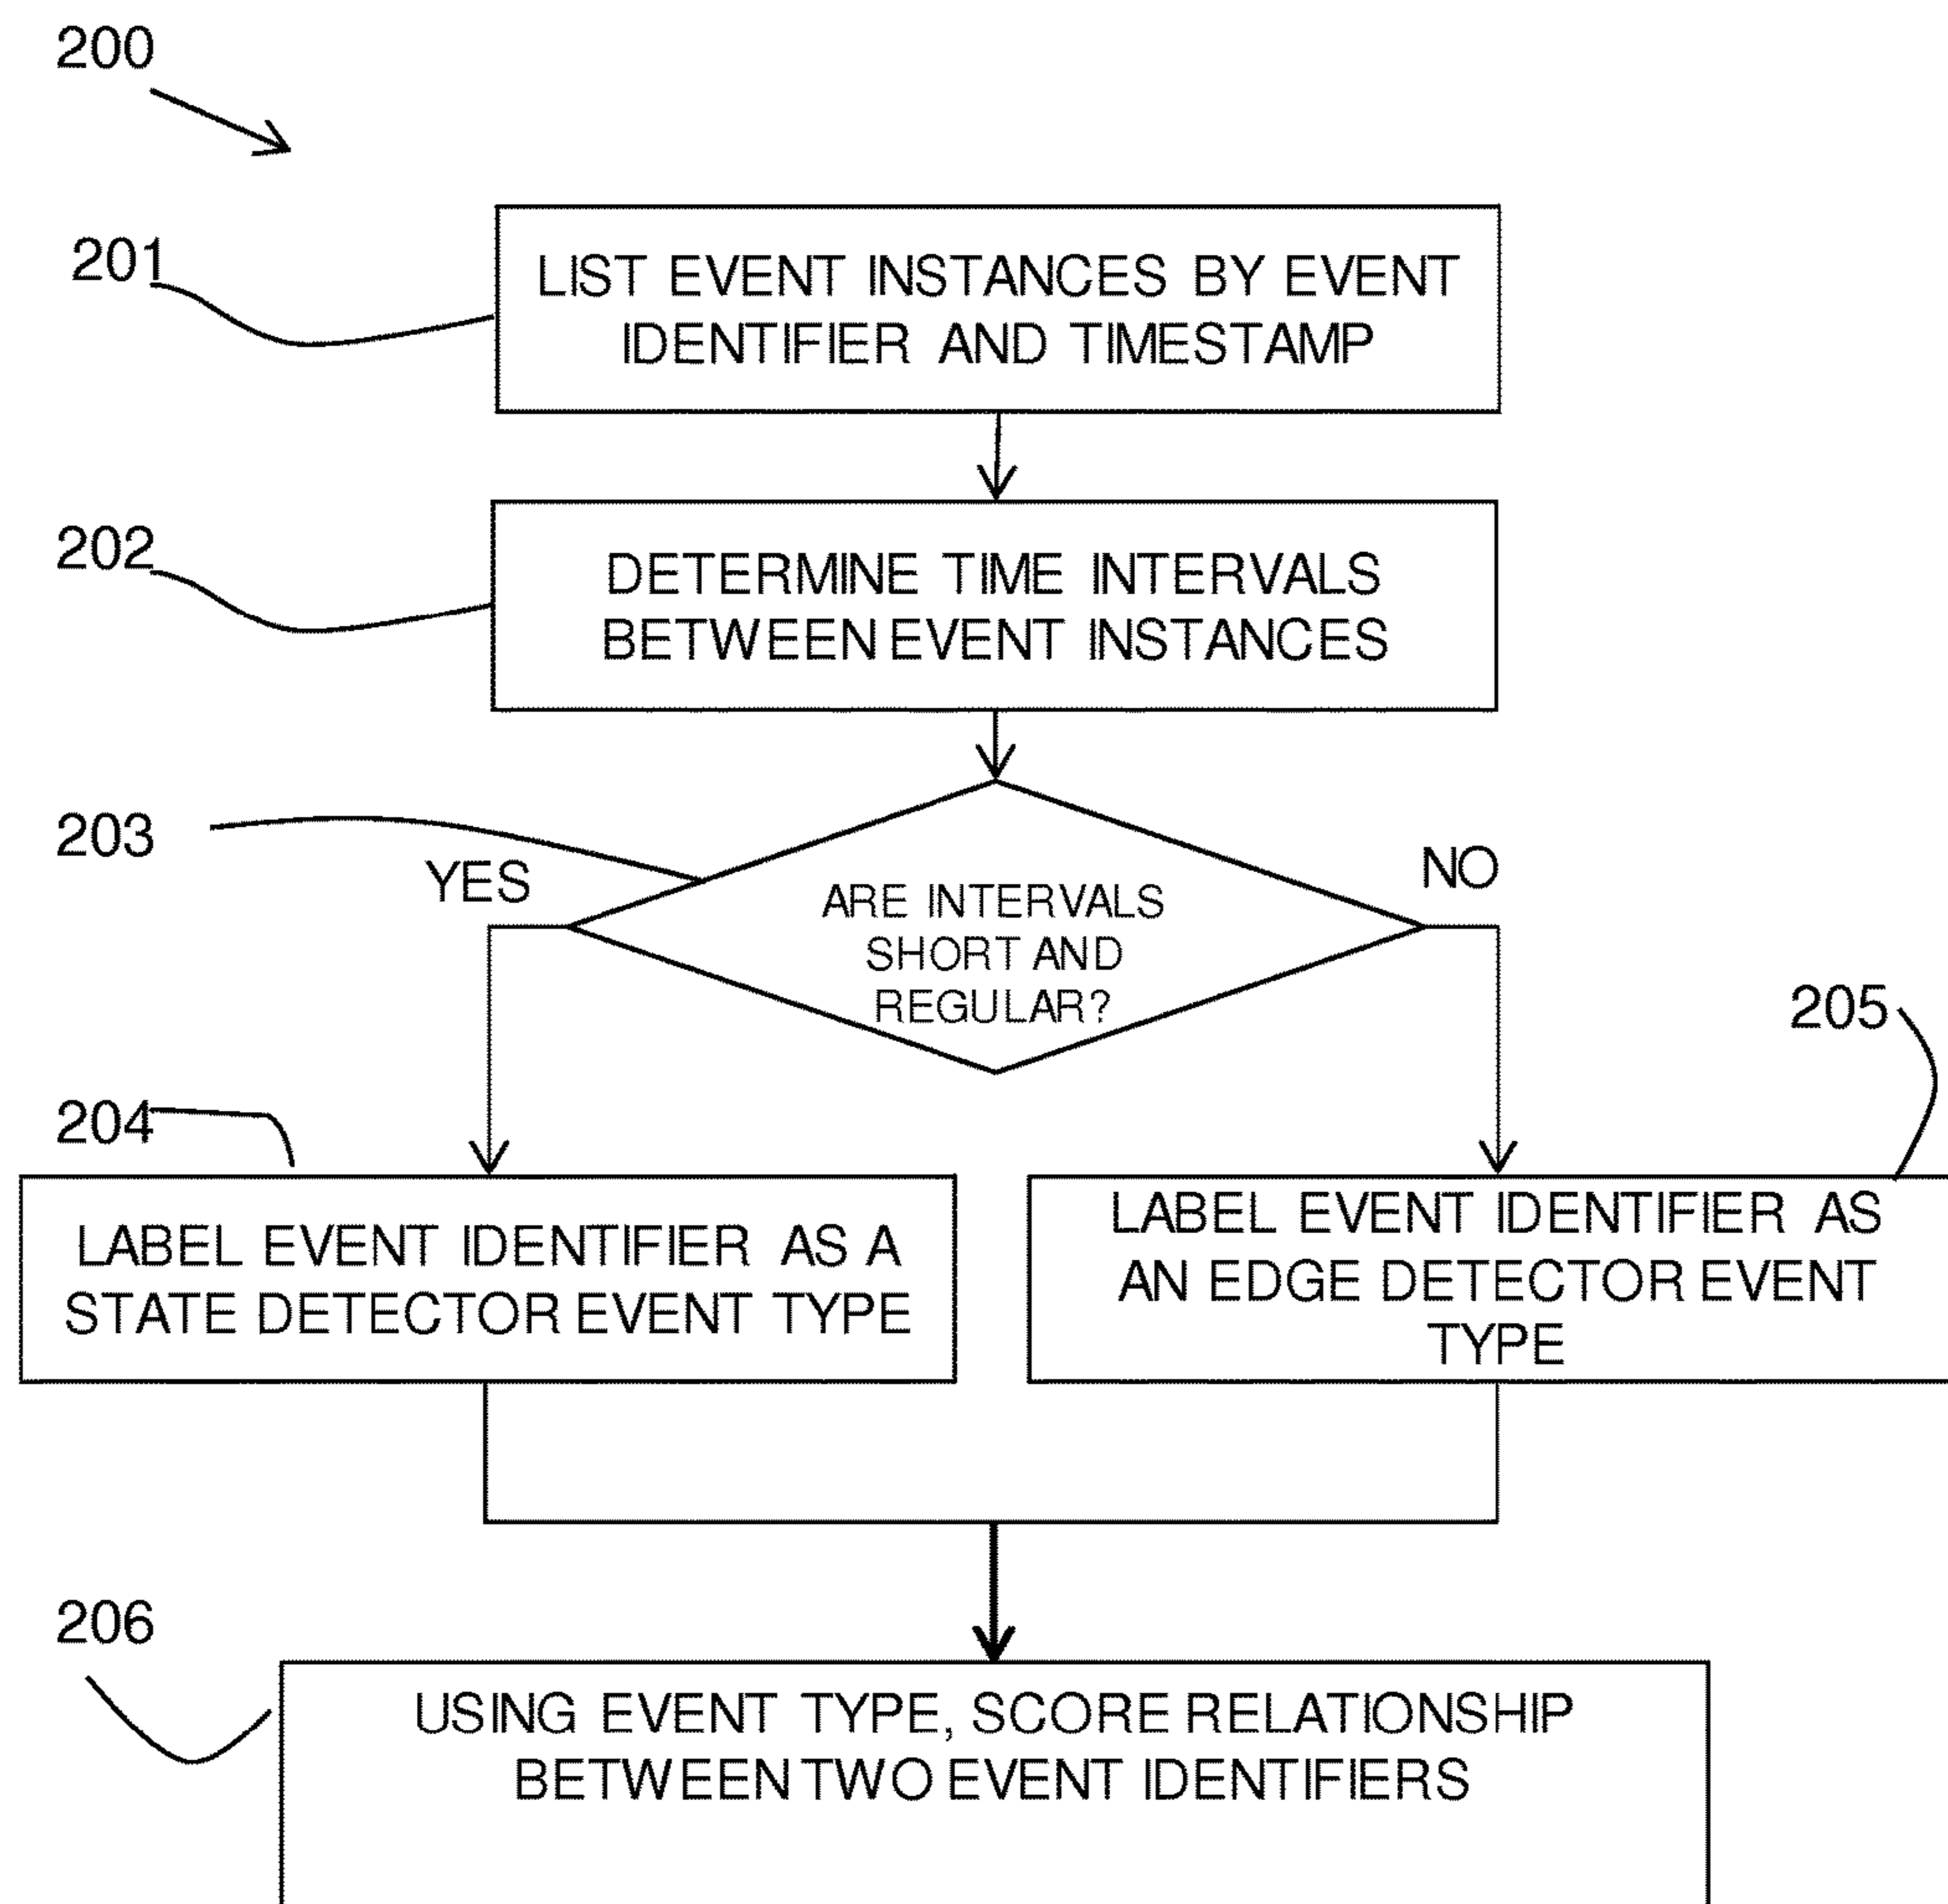 200
201
LIST EVENT INSTANCES BY EVENT
IDENTIFIER AND TIMESTAMP
202
DETERMINE TIME INTERVALS
BETWEEN EVENT INSTANCES
203
YES
NO
ARE INTERVALS
SHORT AND
REGULAR?
205
204
LABEL EVENT IDENTIFIER AS A
STATE DETECTOR EVENT TYPE
LABEL EVENT IDENTIFIER AS
AN EDGE DETECTOR EVENT
TYPE
206
USING EVENT TYPE, SCORE RELATIONSHIP
BETWEEN TWO EVENT IDENTIFIERS